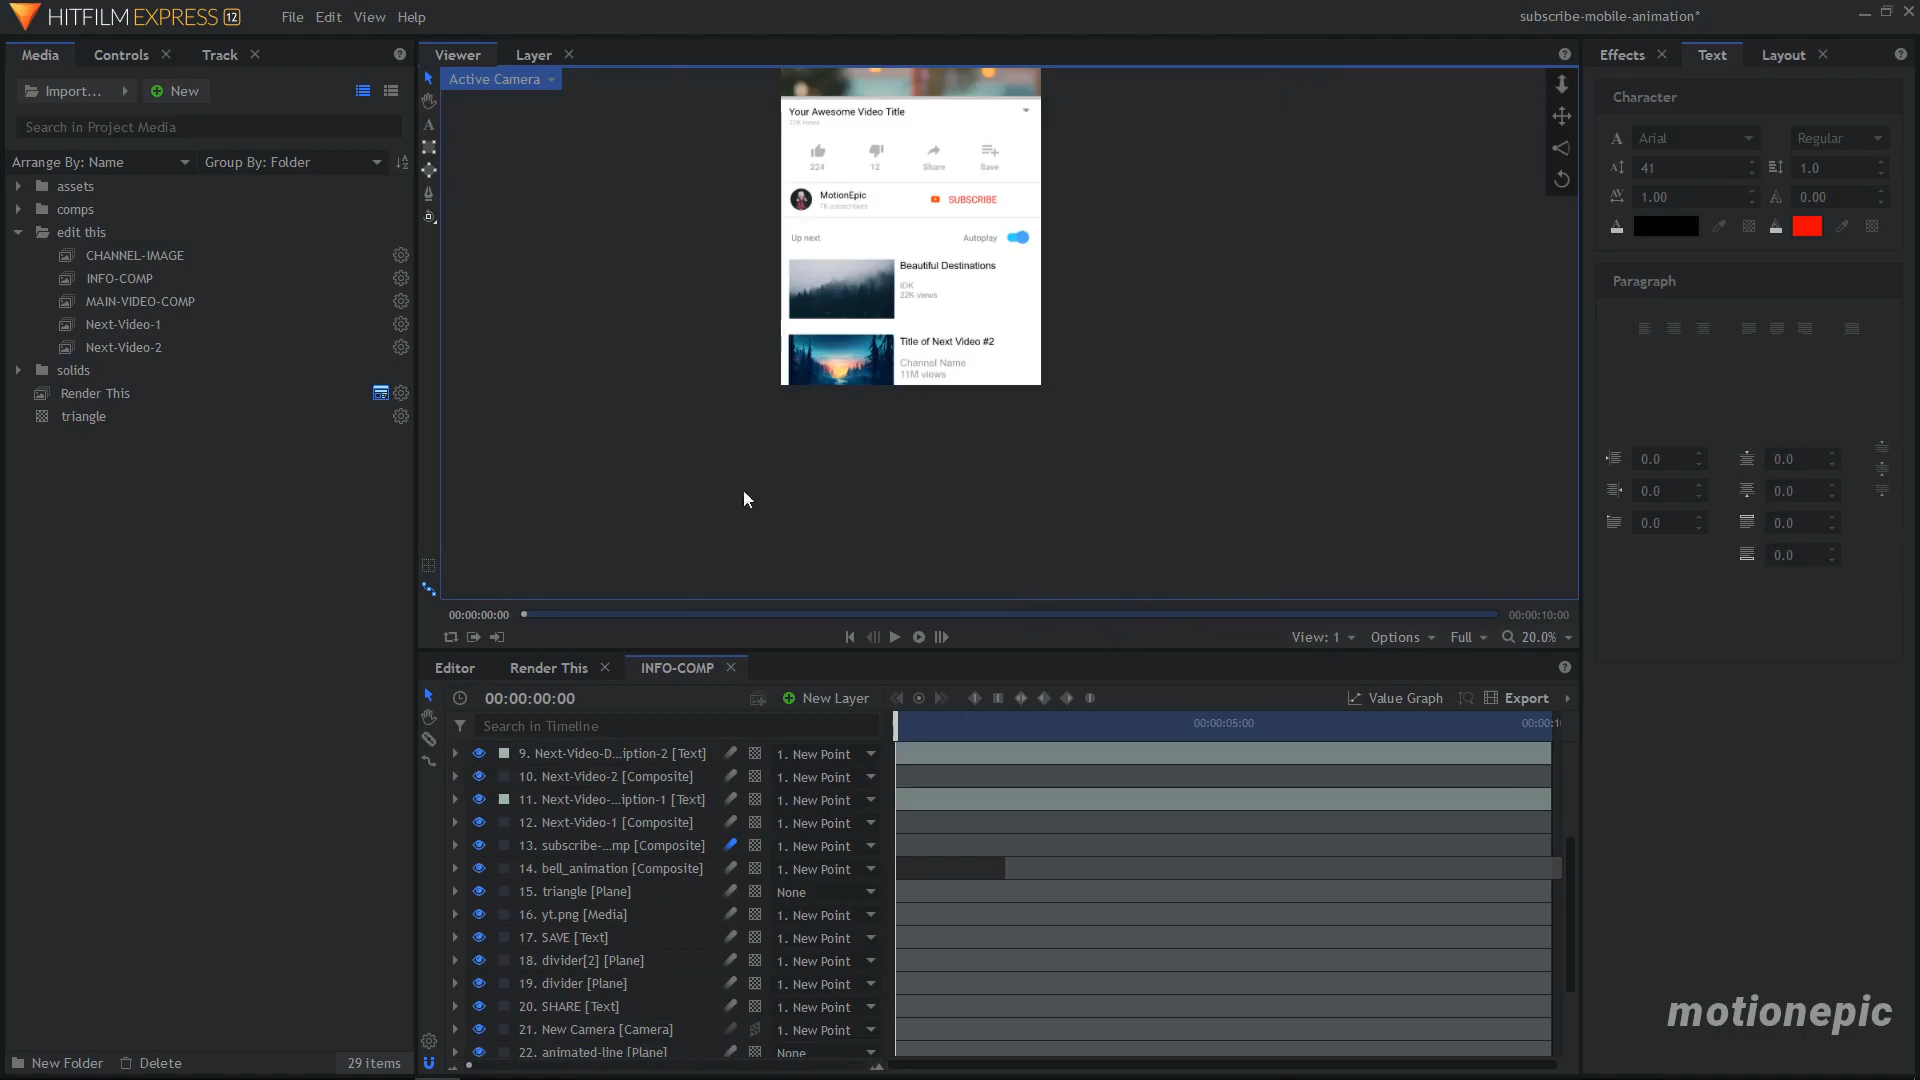 HITFILM EXPRESS 12
File Edit View Help
subscribe-mobile-animation*
Media Controls Track
Viewer Layer
Effects Text Layout
Import... New
Active Camera
Search in Project Media
Arrange By: Name Group By: Folder
assets
comps
edit this
CHANNEL-IMAGE
INFO-COMP
MAIN-VIDEO-COMP
Next-Video-1
Next-Video-2
solids
Render This
triangle
New Folder Delete 29 items
Your Awesome Video Title
22K views
224 12 Share Save
MotionEpic
7K subscribers
SUBSCRIBE
Up next Autoplay
Beautiful Destinations
IDK
22K views
Title of Next Video #2
Channel Name
11M views
00:00:00:00 00:00:10:00
View: 1 Options Full 20.0%
Character
Arial Regular
41 1.0
1.00 0.00
Paragraph
0.0 0.0
0.0 0.0
0.0 0.0
0.0
Editor Render This INFO-COMP
00:00:00:00 New Layer Value Graph Export
Search in Timeline
00:00:05:00 00:00:1
9. Next-Video-D...iption-2 [Text] 1. New Point
10. Next-Video-2 [Composite] 1. New Point
11. Next-Video-...iption-1 [Text] 1. New Point
12. Next-Video-1 [Composite] 1. New Point
13. subscribe-...mp [Composite] 1. New Point
14. bell_animation [Composite] 1. New Point
15. triangle [Plane] None
16. yt.png [Media] 1. New Point
17. SAVE [Text] 1. New Point
18. divider[2] [Plane] 1. New Point
19. divider [Plane] 1. New Point
20. SHARE [Text] 1. New Point
21. New Camera [Camera] 1. New Point
22. animated-line [Plane] None
motionepic